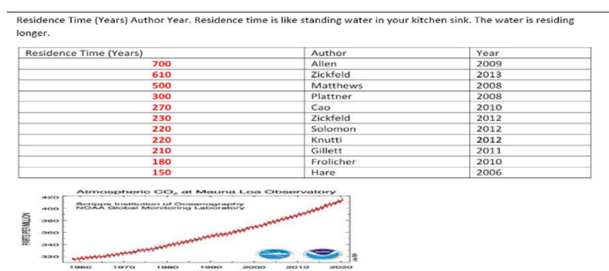 Residence Time (Years) Author Year. Residence time is like standing water in your kitchen sink. The water is residing
longer.
Residence Time (Years) Author Year
700 Allen 2009
610 Zickfeld 2013
500 Matthews 2008
300 Plattner 2008
270 Cao 2010
230 Zickfeld 2012
220 Solomon 2012
220 Knutti 2012
210 Gillett 2011
180 Frolicher 2010
150 Hare 2006
Atmospheric CO₂ at Mauna Loa Observatory
Scripps Institution of Oceanography
NOAA Global Monitoring Laboratory
PARTS PER MILLION
420
400
380
360
340
320
1960 1970 1980 1990 2000 2010 2020